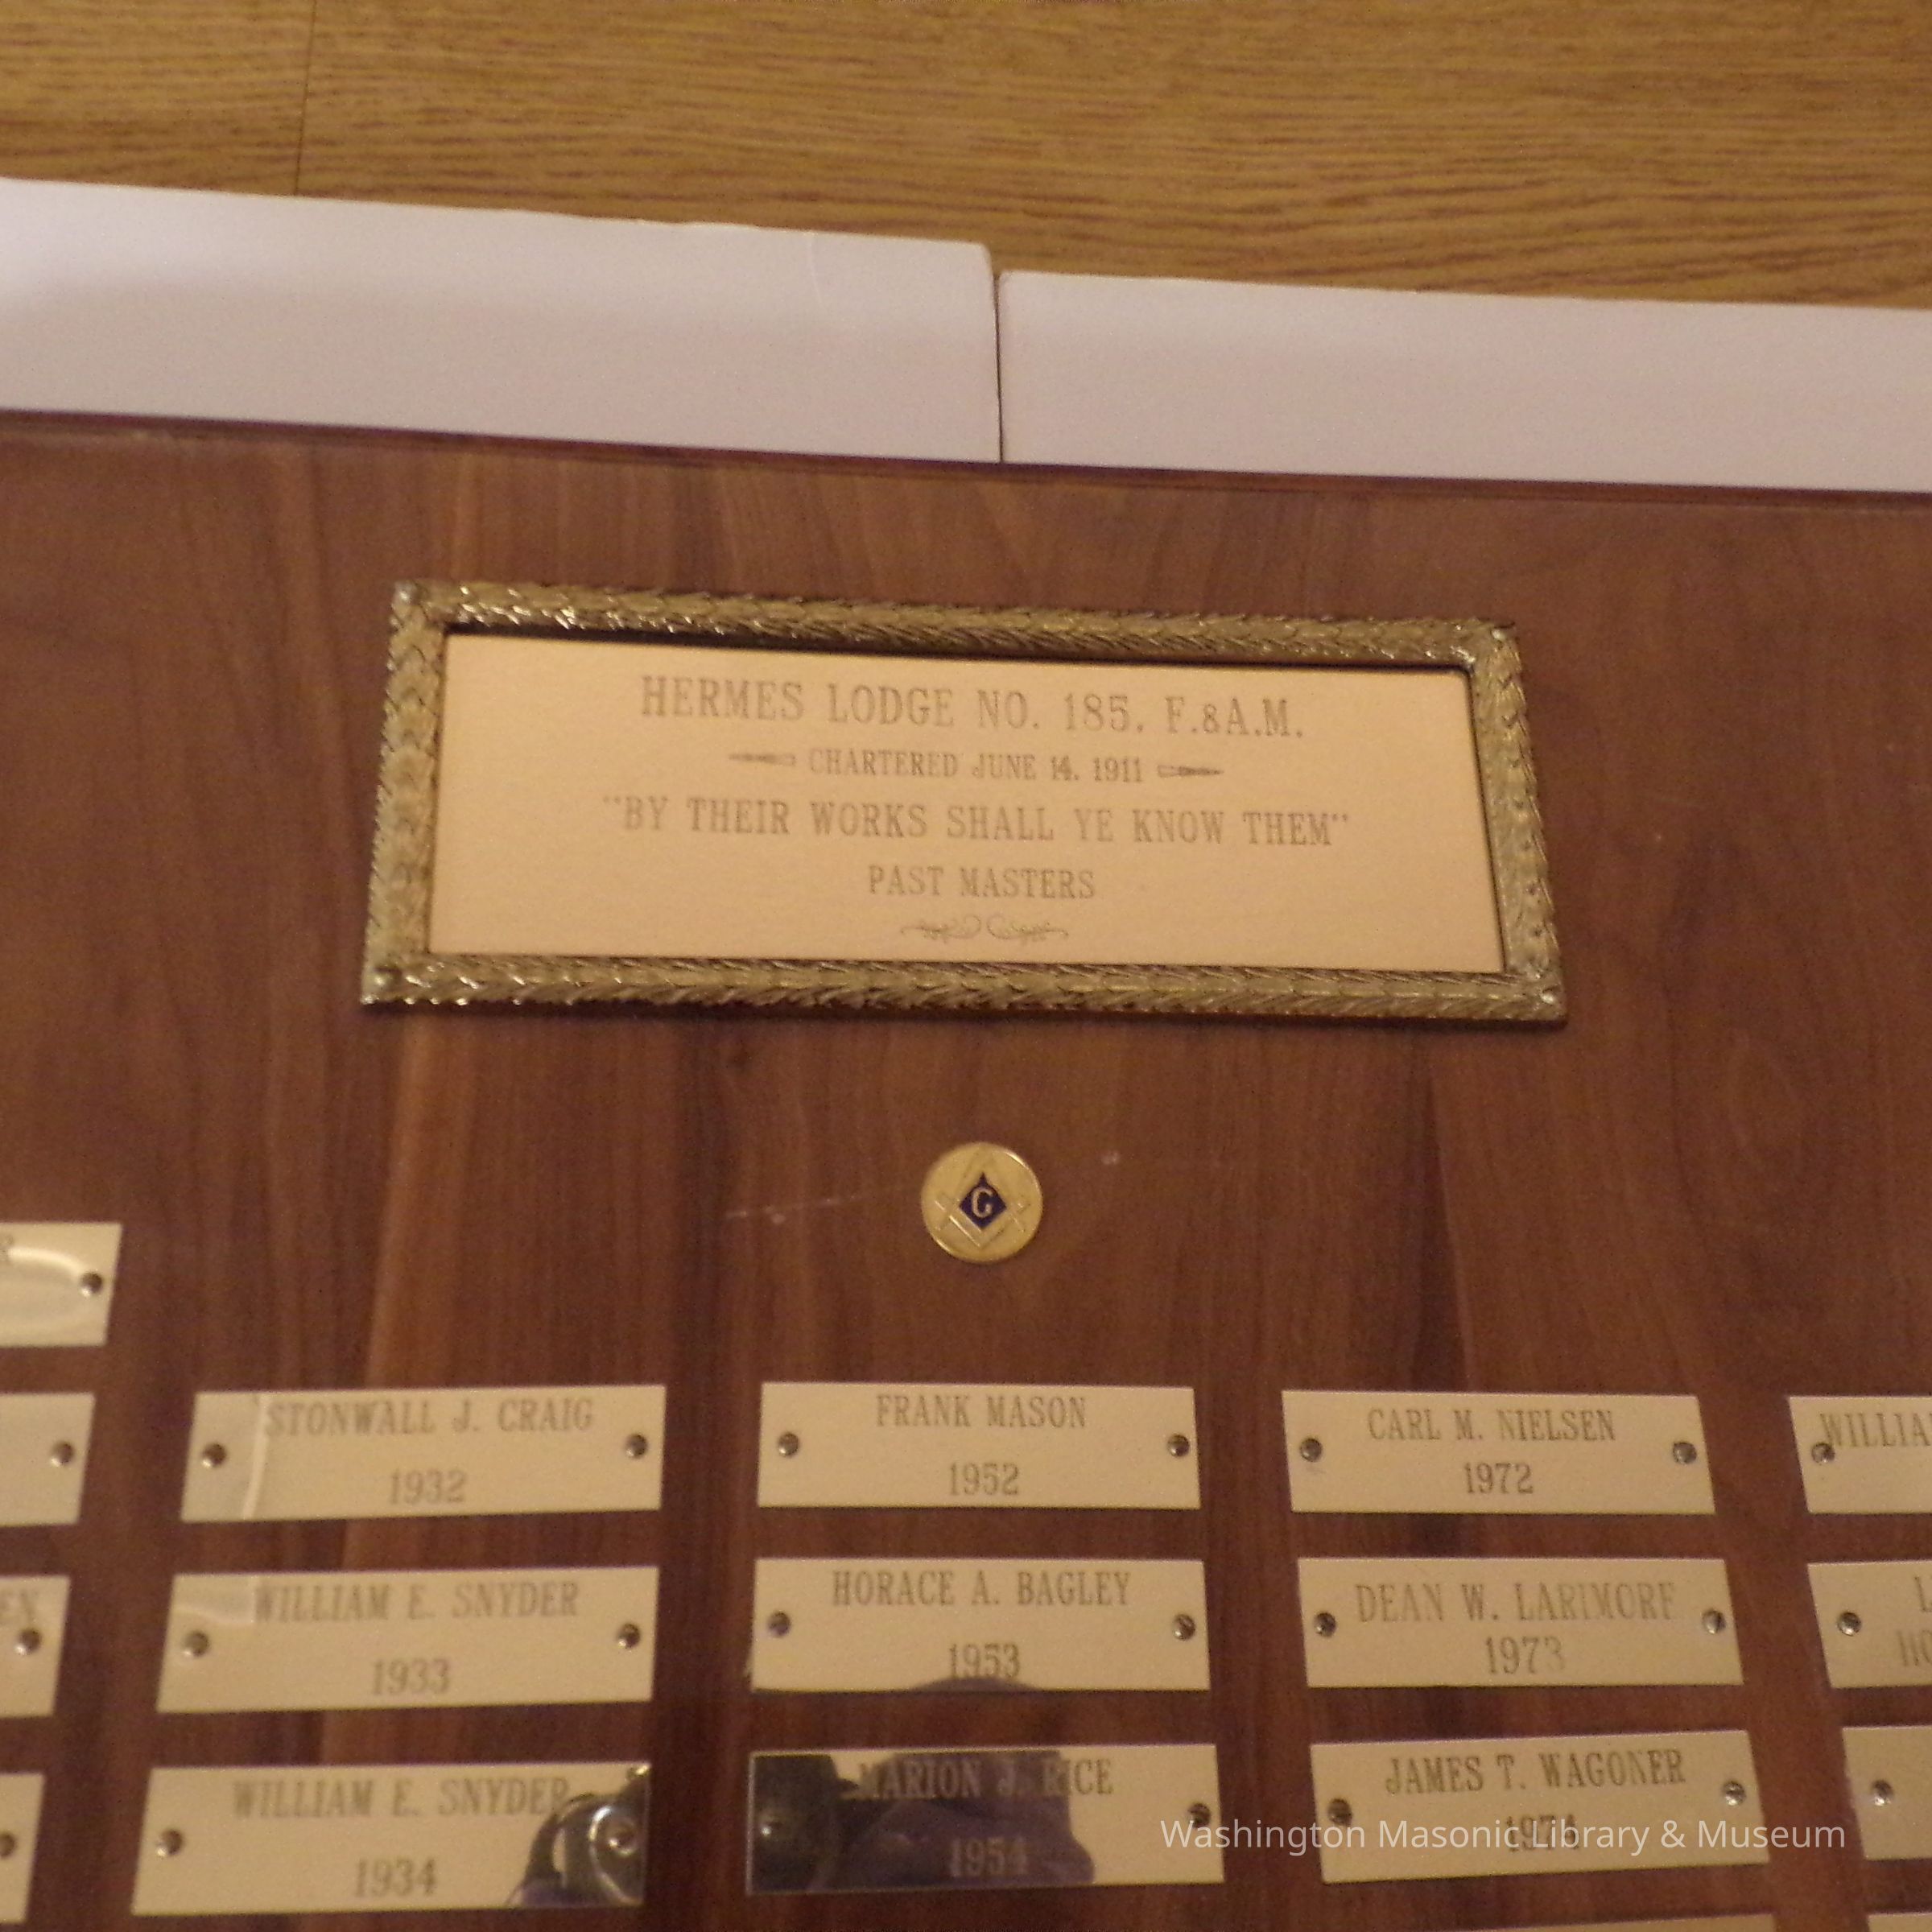 HERMES LODGE NO. 185, F.&A.M.
CHARTERED JUNE 14, 1911
"BY THEIR WORKS SHALL YE KNOW THEM"
PAST MASTERS
G
STONWALL J. CRAIG
1932
FRANK MASON
1952
CARL M. NIELSEN
1972
WILLIAM E. SNYDER
1933
HORACE A. BAGLEY
1953
DEAN W. LARIMORE
1973
WILLIAM E. SNYDER
1934
MARION J. RICE
1954
JAMES T. WAGONER
1974
Washington Masonic Library & Museum